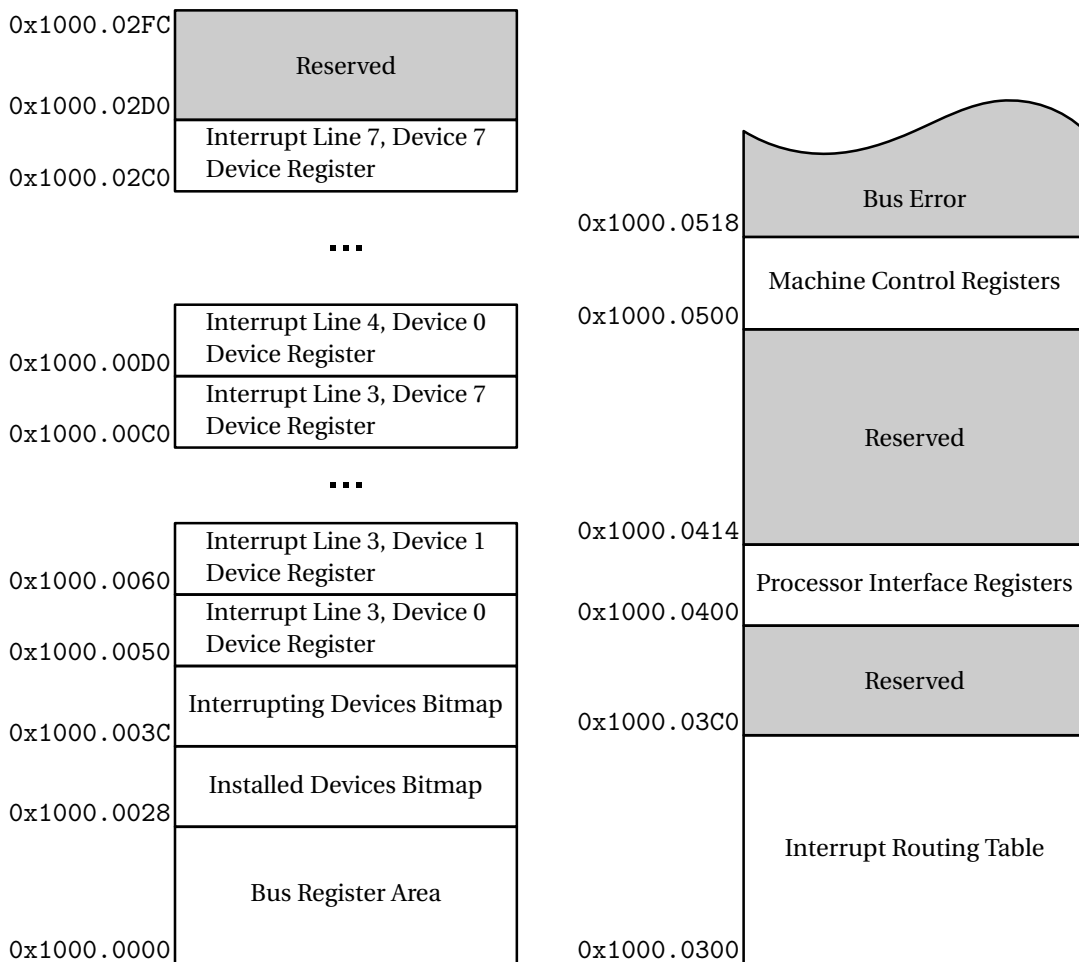 0x1000.02FC
Reserved
0x1000.02D0
Interrupt Line 7, Device 7
Device Register
0x1000.02C0
...
Interrupt Line 4, Device 0
Device Register
0x1000.00D0
Interrupt Line 3, Device 7
Device Register
0x1000.00C0
...
Interrupt Line 3, Device 1
Device Register
0x1000.0060
Interrupt Line 3, Device 0
Device Register
0x1000.0050
Interrupting Devices Bitmap
0x1000.003C
Installed Devices Bitmap
0x1000.0028
Bus Register Area
0x1000.0000
Bus Error
0x1000.0518
Machine Control Registers
0x1000.0500
Reserved
0x1000.0414
Processor Interface Registers
0x1000.0400
Reserved
0x1000.03C0
Interrupt Routing Table
0x1000.0300